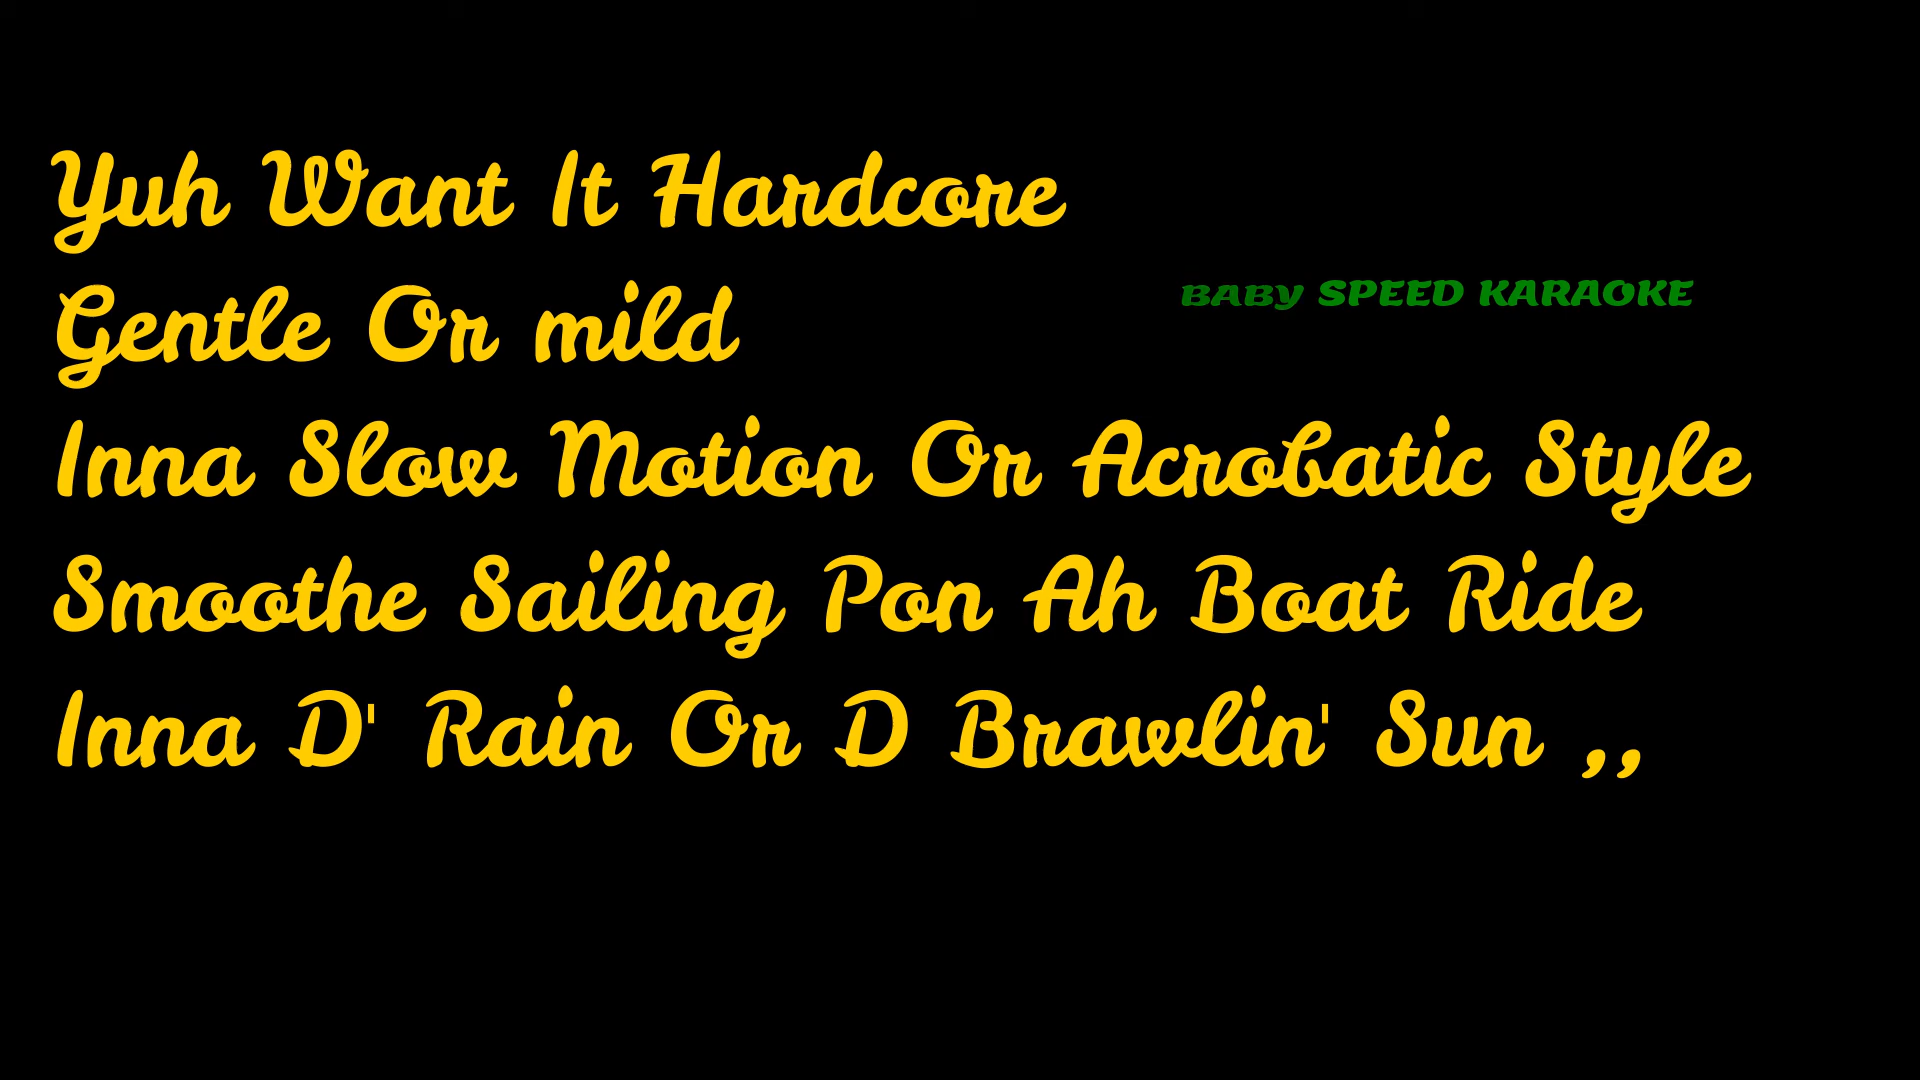 Yuh Want It Hardcore
Gentle Or mild
BABY SPEED KARAOKE
Inna Slow Motion Or Acrobatic Style
Smoothe Sailing Pon Ah Boat Ride
Inna D' Rain Or D Brawlin' Sun ,,